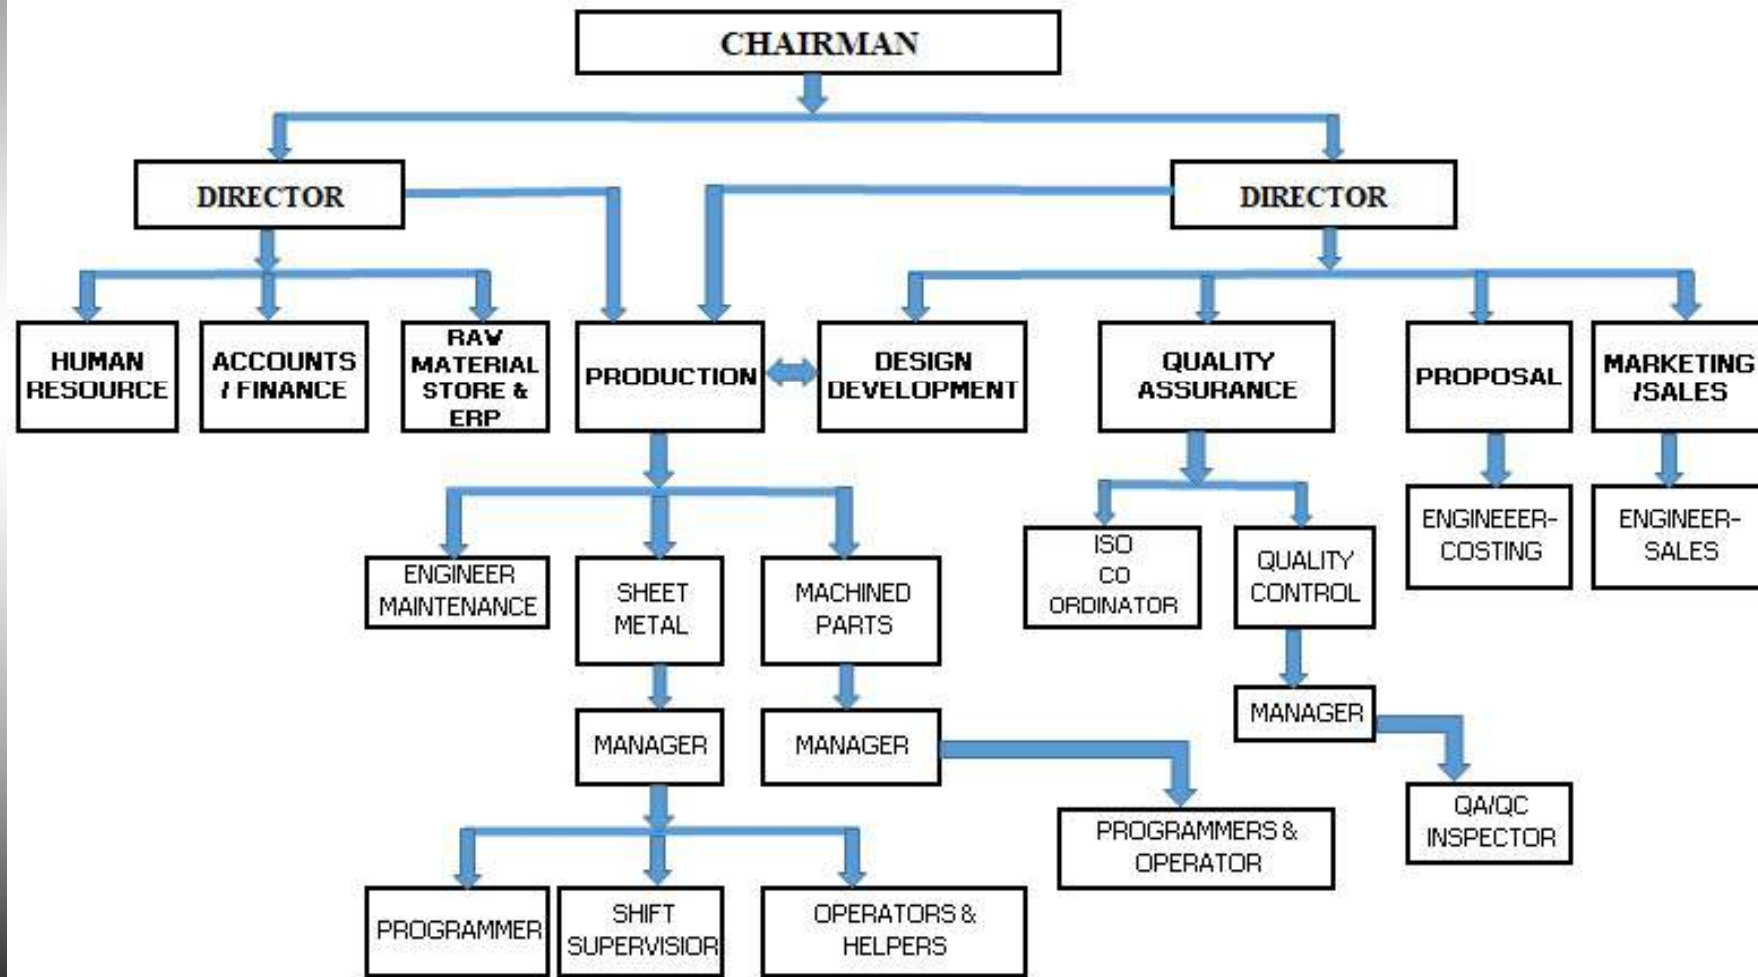 CHAIRMAN
DIRECTOR
DIRECTOR
HUMAN
RESOURCE
ACCOUNTS
/ FINANCE
RAW
MATERIAL
STORE &
ERP
PRODUCTION
DESIGN
DEVELOPMENT
QUALITY
ASSURANCE
PROPOSAL
MARKETING
/SALES
ENGINEER
MAINTENANCE
SHEET
METAL
MACHINED
PARTS
ISO
CO
ORDINATOR
QUALITY
CONTROL
ENGINEEER-
COSTING
ENGINEER-
SALES
MANAGER
MANAGER
MANAGER
PROGRAMMERS &
OPERATOR
QA/QC
INSPECTOR
PROGRAMMER
SHIFT
SUPERVISIOR
OPERATORS &
HELPERS